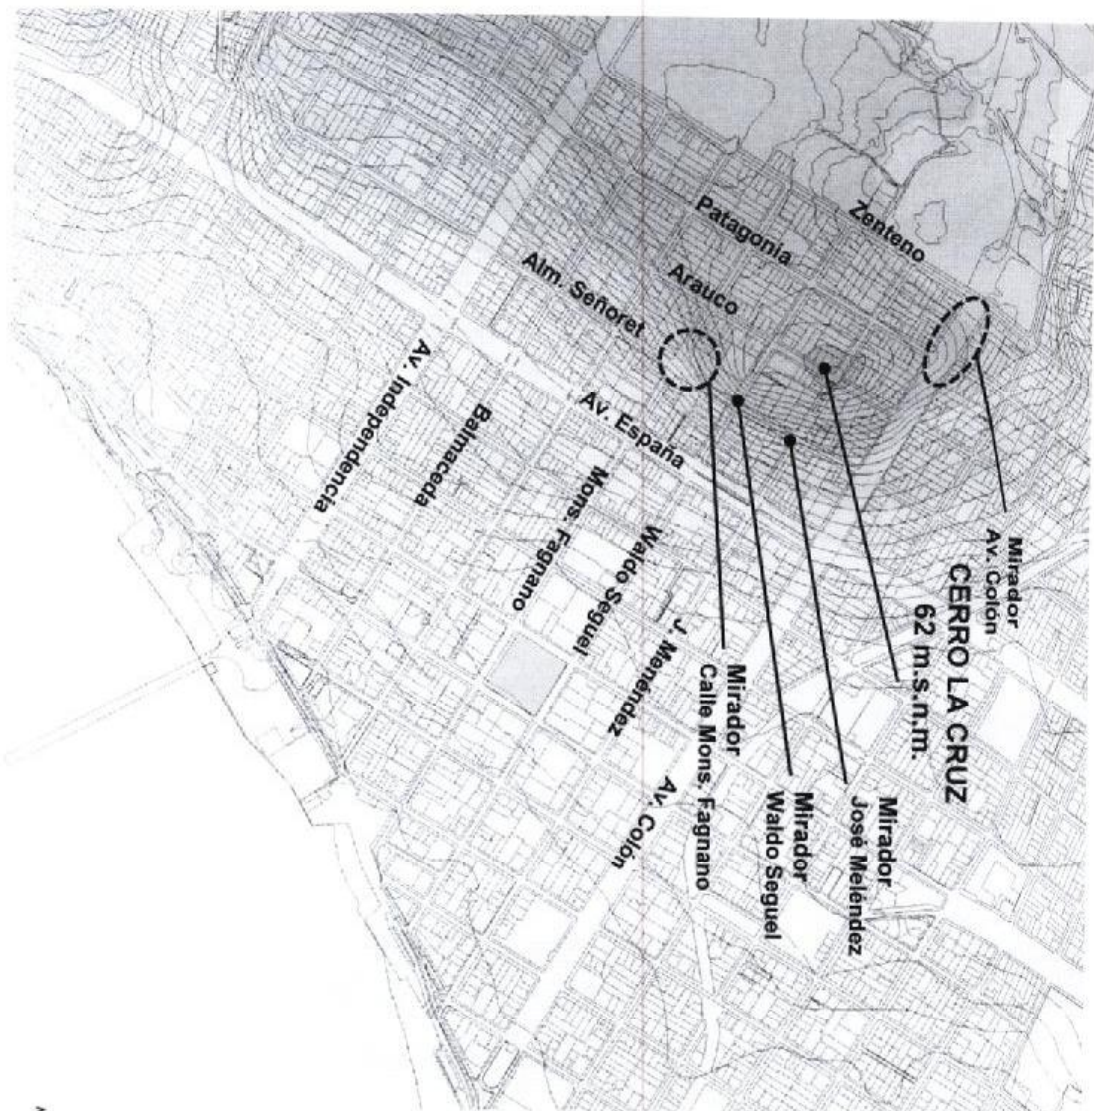 Zenteno
Patagonia
Arauco
Alm. Señoret
Av. España
Av. Independencia
Balmaceda
Mons. Fagnano
Waldo Seguel
J. Menéndez
Av. Colón
Mirador
Av. Colón
CERRO LA CRUZ
62 m.s.n.m.
Mirador
José Meléndez
Mirador
Waldo Seguel
Mirador
Calle Mons. Fagnano